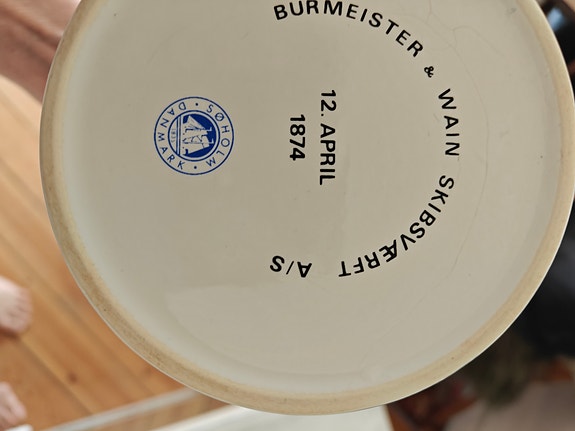 BURMEISTER & WAIN SKIBSVÆRFT A/S
12. APRIL
1874
SØHOLM
DANMARK